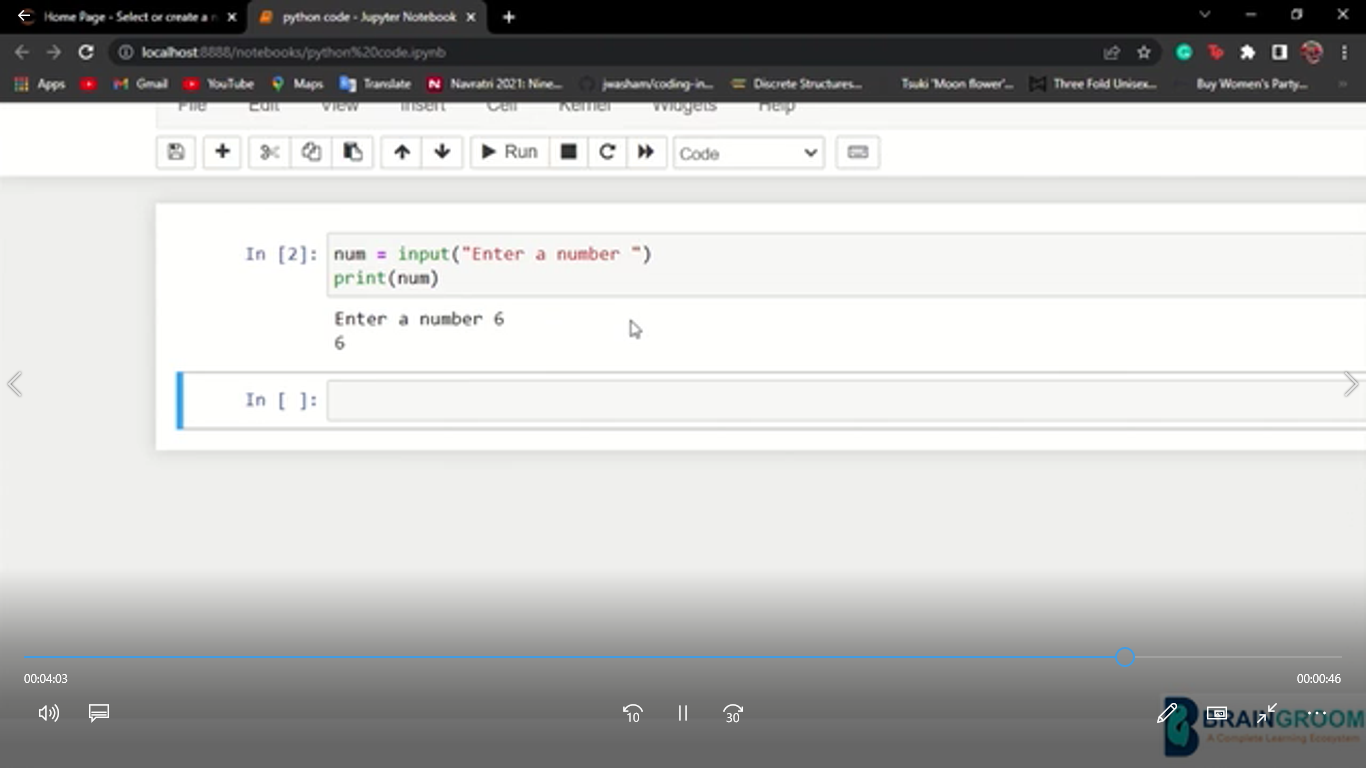 Home Page - Select or create a n
python code - Jupyter Notebook
localhost:8888/notebooks/python%20code.ipynb
Apps
Gmail
YouTube
Maps
Translate
Navratri 2021: Nine...
jwasham/coding-in...
Discrete Structures...
Tsuki 'Moon flower'...
Three Fold Unisex...
Buy Women's Party...
File Edit View Insert Cell Kernel Widgets Help
Run
Code
In [2]: num = input("Enter a number ")
print(num)
Enter a number 6
6
In [ ]:
00:04:03
00:00:46
10
30
BRAINGROOM
A Complete Learning Ecosystem